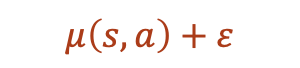 μ(s, a) + ε